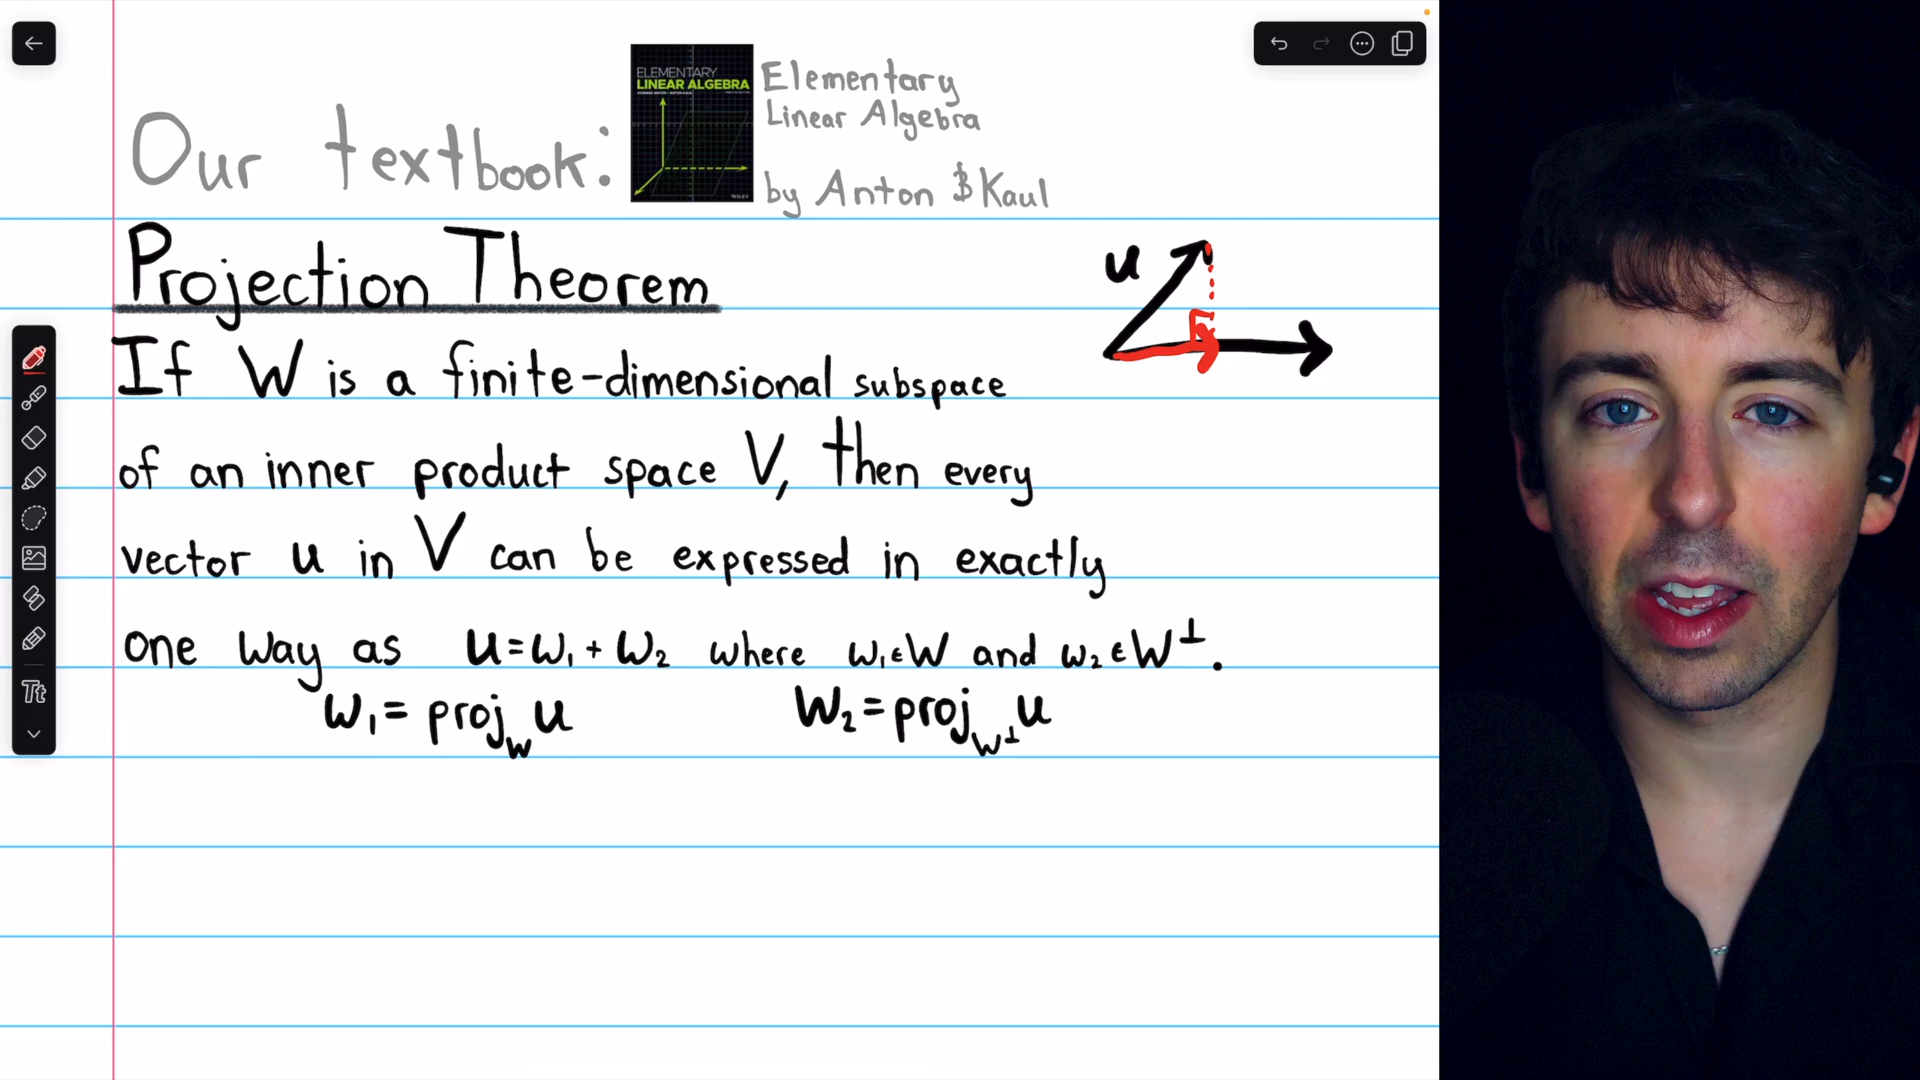 Our textbook:
ELEMENTARY
LINEAR ALGEBRA
WILEY
Elementary
Linear Algebra
by Anton & Kaul
Projection Theorem
u
If W is a finite-dimensional subspace
of an inner product space V, then every
vector u in V can be expressed in exactly
one way as u=w₁+w₂ where w₁∈W and w₂∈W⊥.
w₁= proj_W u
w₂=proj_W⊥ u
Tt